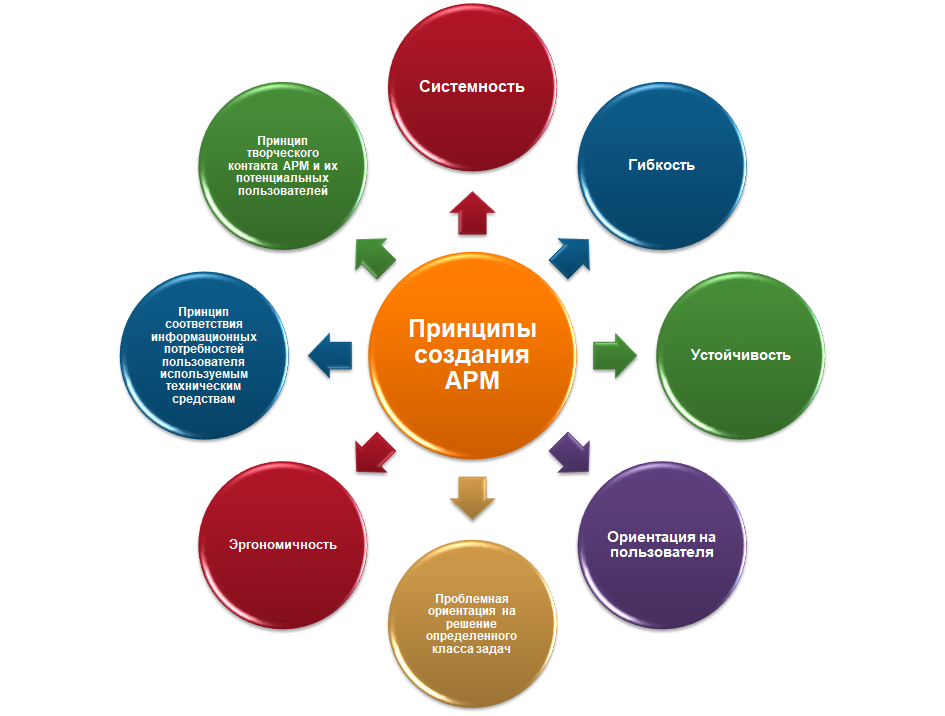 Системность
Гибкость
Устойчивость
Ориентация на
пользователя
Проблемная
ориентация на
решение
определенного
класса задач
Эргономичность
Принцип
соответствия
информационных
потребностей
пользователя
используемым
техническим
средствам
Принцип
творческого
контакта АРМ и их
потенциальных
пользователей
Принципы
создания
АРМ